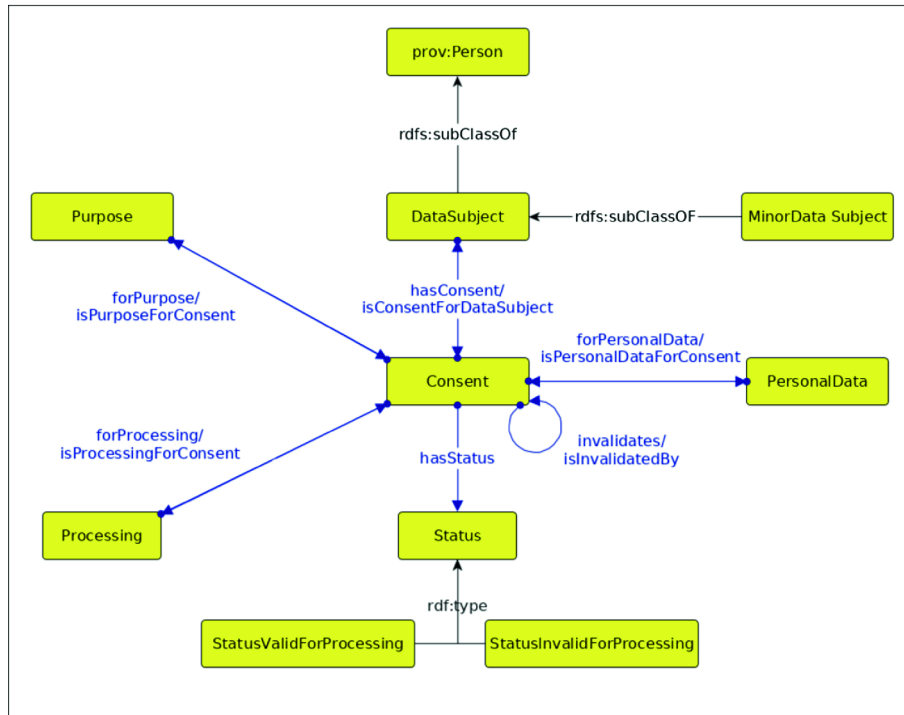 prov:Person
rdfs:subClassOf
Purpose
DataSubject
rdfs:subClassOF
MinorData Subject
hasConsent/
isConsentForDataSubject
forPurpose/
isPurposeForConsent
forPersonalData/
isPersonalDataForConsent
Consent
PersonalData
forProcessing/
isProcessingForConsent
hasStatus
invalidates/
isInvalidatedBy
Processing
Status
rdf:type
StatusValidForProcessing
StatusInvalidForProcessing